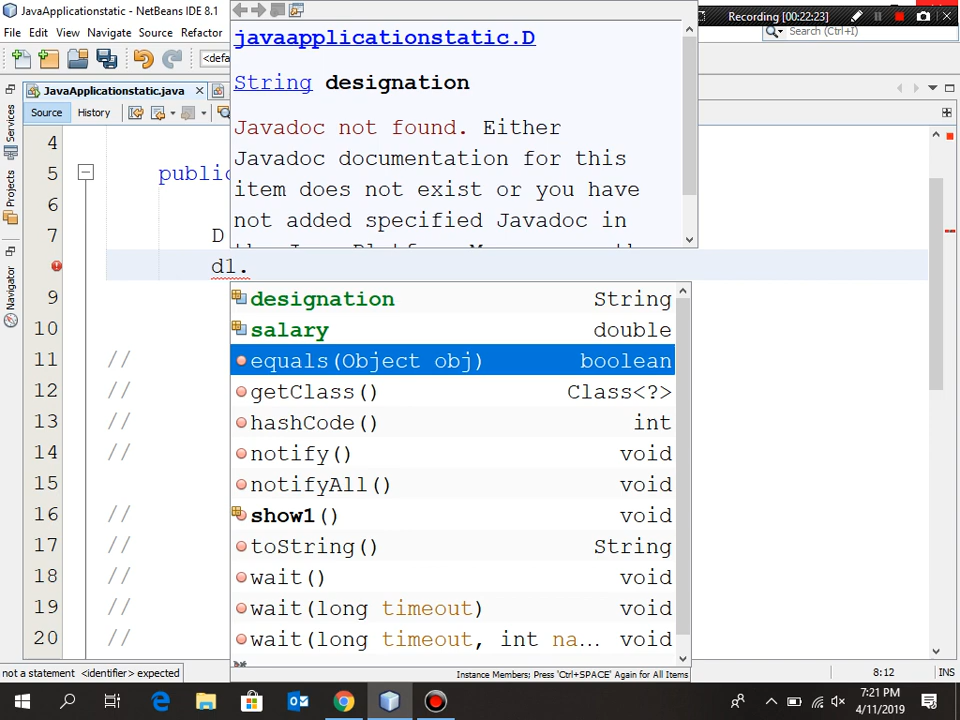 JavaApplicationstatic - NetBeans IDE 8.1
Recording [00:22:23]
File Edit View Navigate Source Refactor
Search (Ctrl+I)
<defa
JavaApplicationstatic.java
Source History
Services
Projects
Navigator
javaapplicationstatic.D
String designation
Javadoc not found. Either
Javadoc documentation for this
item does not exist or you have
not added specified Javadoc in
4
5 public
6
7 D
d1.
9
10
11 //
12 //
13 //
14 //
15
16 //
17 //
18 //
19 //
20 //
designation String
salary double
equals(Object obj) boolean
getClass() Class<?>
hashCode() int
notify() void
notifyAll() void
show1() void
toString() String
wait() void
wait(long timeout) void
wait(long timeout, int na... void
Instance Members; Press 'Ctrl+SPACE' Again for All Items
not a statement <identifier> expected
8:12 INS
7:21 PM
4/11/2019